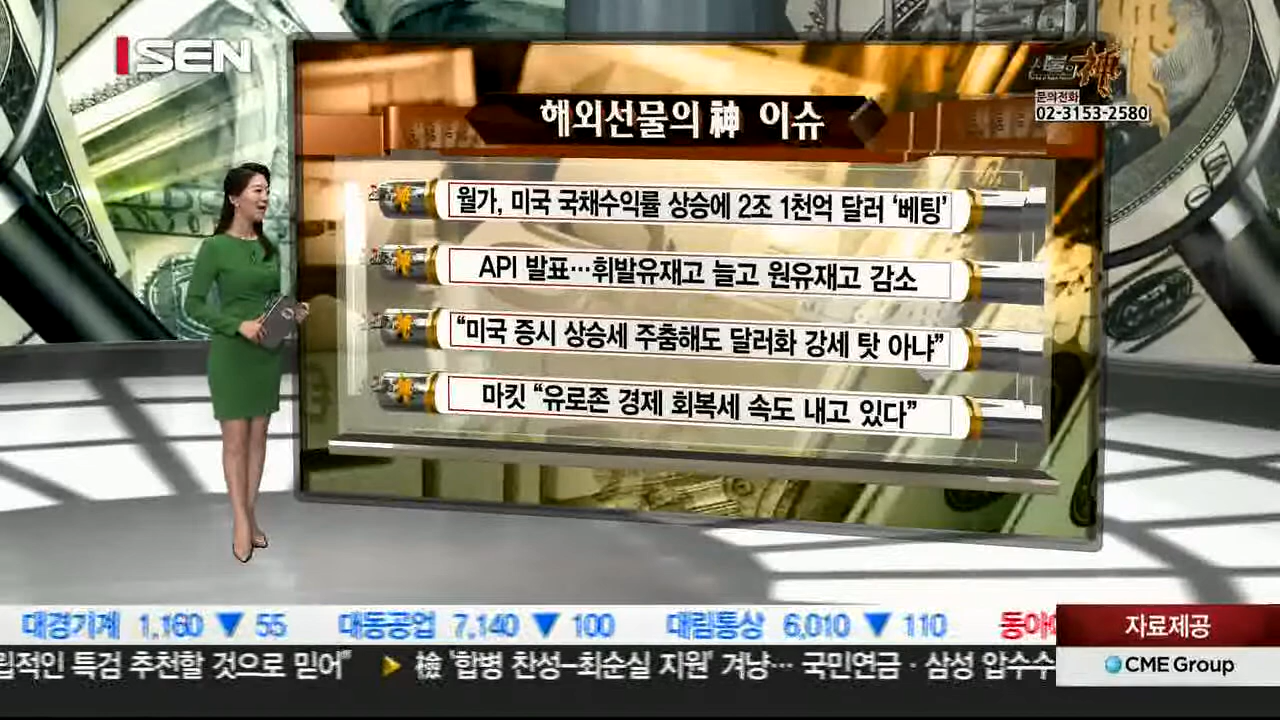 SEN
선물의 神
문의전화
02-3153-2580
해외선물의 神 이슈
월가, 미국 국채수익률 상승에 2조 1천억 달러 ‘베팅’
API 발표…휘발유재고 늘고 원유재고 감소
“미국 증시 상승세 주춤해도 달러화 강세 탓 아냐”
마킷 “유로존 경제 회복세 속도 내고 있다”
대경기계 1,160 ▼ 55 대동공업 7,140 ▼ 100 대림통상 6,010 ▼ 110 동아
자료제공
립적인 특검 추천할 것으로 믿어” ▶ 檢 ‘합병 찬성–최순실 지원’ 겨냥… 국민연금·삼성 압수수
CME Group